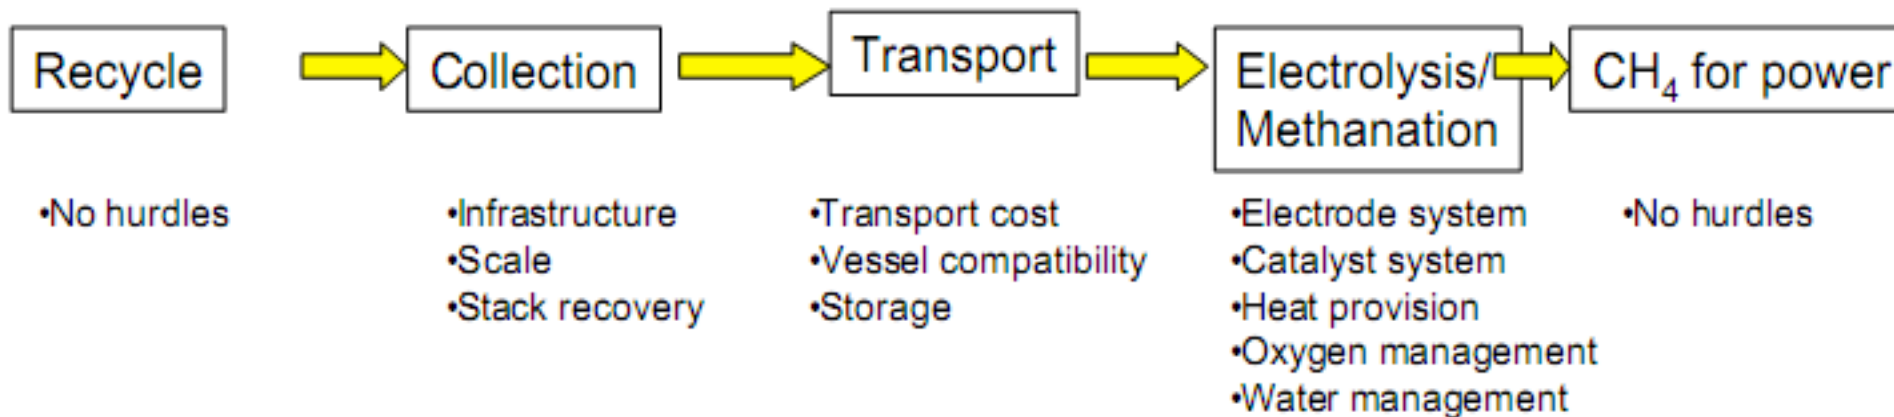 Recycle
Collection
Transport
Electrolysis/
Methanation
CH₄ for power
•No hurdles
•Infrastructure
•Scale
•Stack recovery
•Transport cost
•Vessel compatibility
•Storage
•Electrode system
•Catalyst system
•Heat provision
•Oxygen management
•Water management
•No hurdles